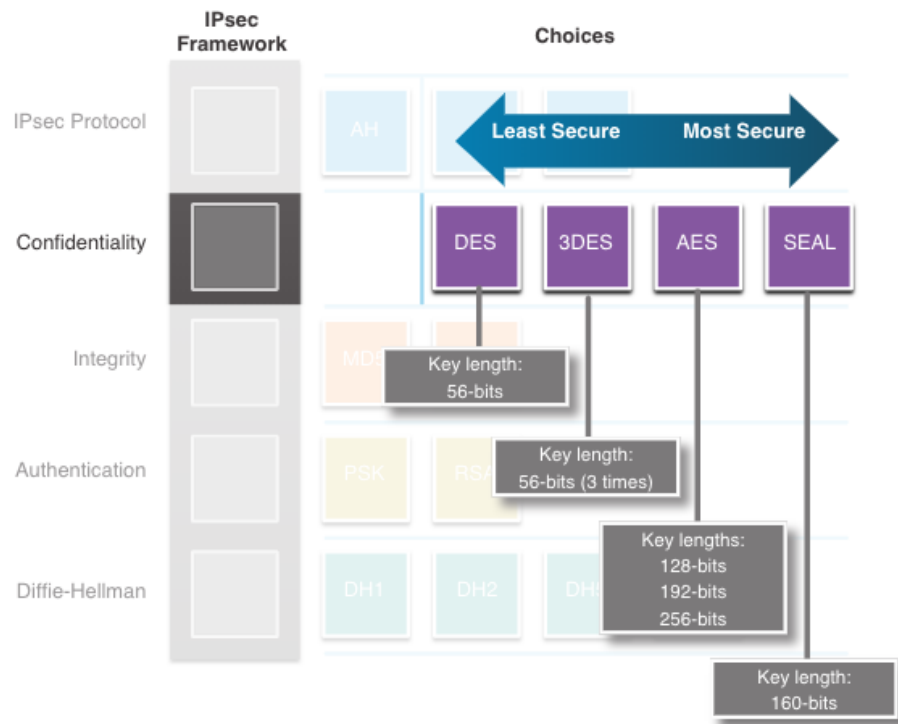 IPsec
Framework
Choices
IPsec Protocol
AH
Least Secure
Most Secure
Confidentiality
DES
3DES
AES
SEAL
Integrity
MD5
Key length:
56-bits
Authentication
PSK
RSA
Key length:
56-bits (3 times)
Diffie-Hellman
DH1
DH2
Key lengths:
128-bits
192-bits
256-bits
Key length:
160-bits